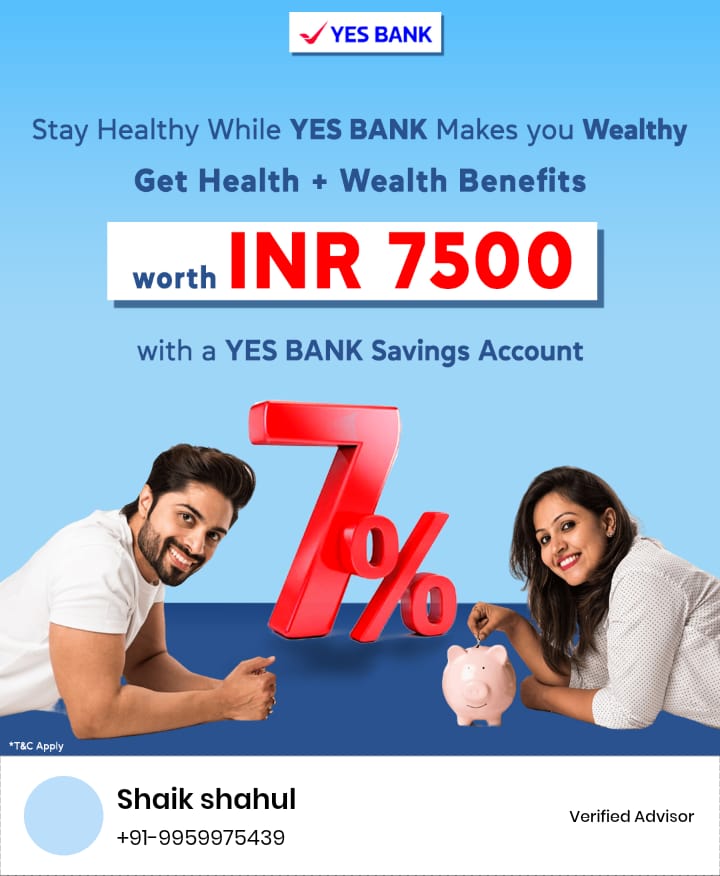 YES BANK
Stay Healthy While YES BANK Makes you Wealthy
Get Health + Wealth Benefits
worth INR 7500
with a YES BANK Savings Account
7%
*T&C Apply
Shaik shahul
+91-9959975439
Verified Advisor